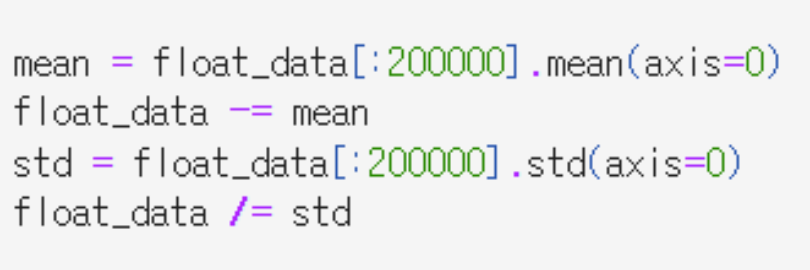 mean = float_data[:200000].mean(axis=0)
float_data -= mean
std = float_data[:200000].std(axis=0)
float_data /= std